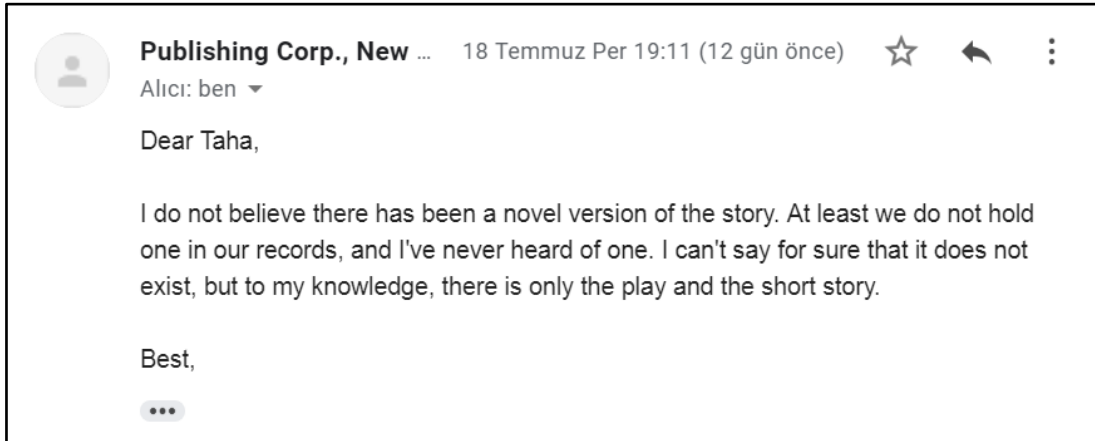 Publishing Corp., New ... 18 Temmuz Per 19:11 (12 gün önce)
Alıcı: ben
Dear Taha,
I do not believe there has been a novel version of the story. At least we do not hold
one in our records, and I've never heard of one. I can't say for sure that it does not
exist, but to my knowledge, there is only the play and the short story.
Best,